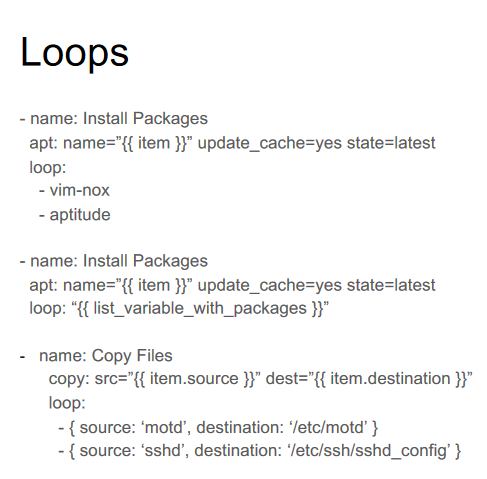 Loops
- name: Install Packages
apt: name=”{{ item }}” update_cache=yes state=latest
loop:
- vim-nox
- aptitude
- name: Install Packages
apt: name=”{{ item }}” update_cache=yes state=latest
loop: “{{ list_variable_with_packages }}”
- name: Copy Files
copy: src=”{{ item.source }}” dest=”{{ item.destination }}”
loop:
- { source: ‘motd’, destination: ‘/etc/motd’ }
- { source: ‘sshd’, destination: ‘/etc/ssh/sshd_config’ }